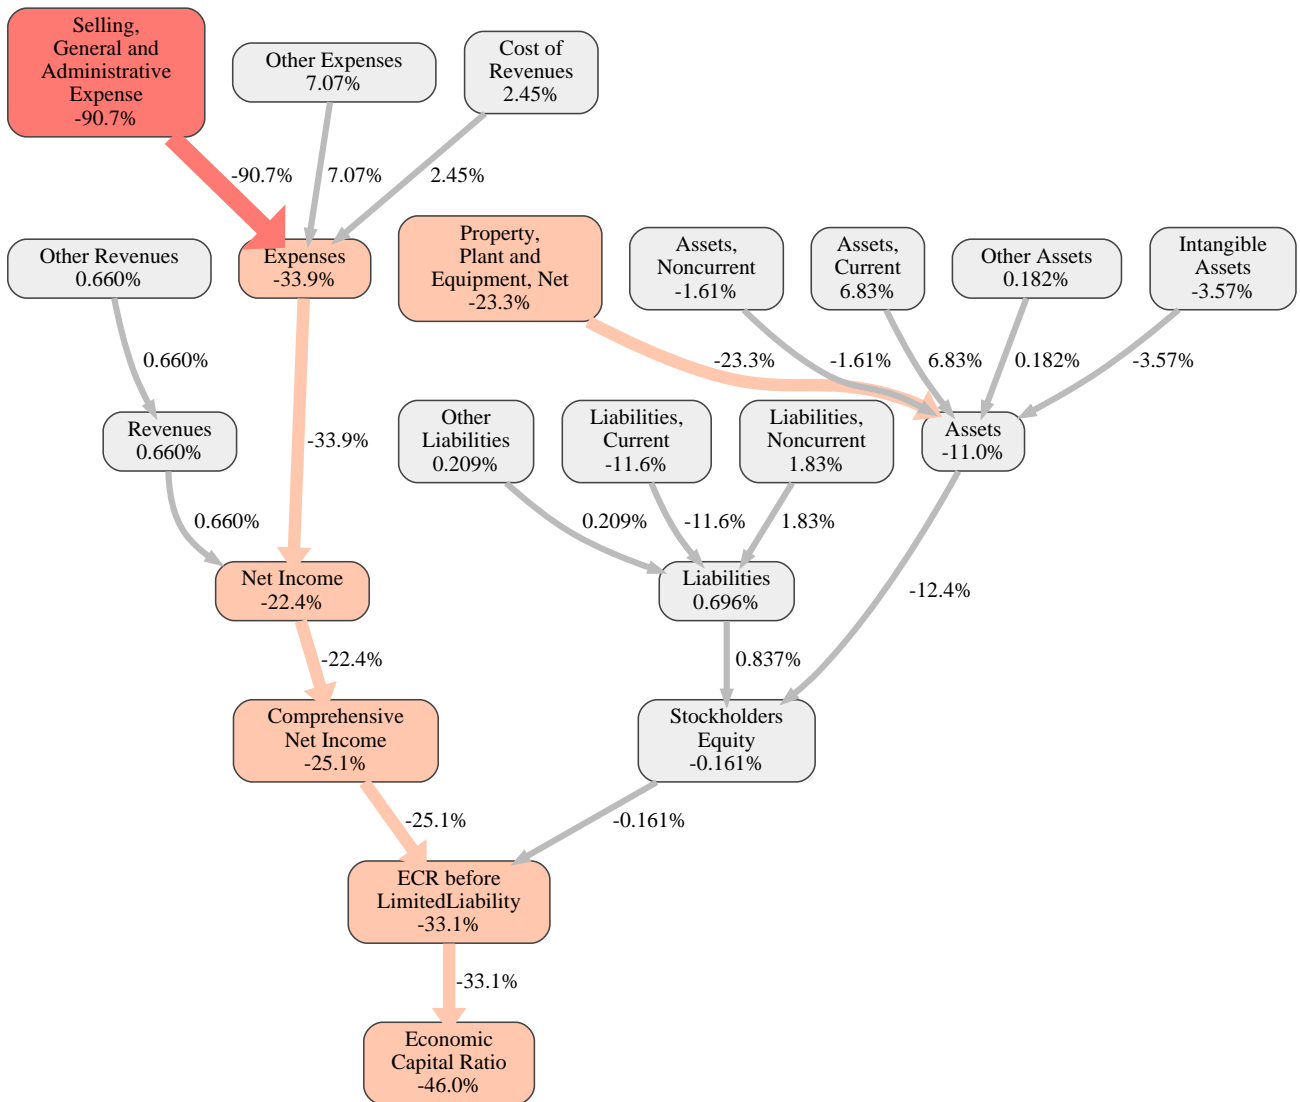 Selling,
General and
Administrative
Expense
-90.7%
Other Expenses
7.07%
Cost of
Revenues
2.45%
-90.7%
7.07%
2.45%
Other Revenues
0.660%
Expenses
-33.9%
Property,
Plant and
Equipment, Net
-23.3%
Assets,
Noncurrent
-1.61%
Assets,
Current
6.83%
Other Assets
0.182%
Intangible
Assets
-3.57%
0.660%
-33.9%
-23.3%
-1.61%
6.83%
0.182%
-3.57%
Revenues
0.660%
Other
Liabilities
0.209%
Liabilities,
Current
-11.6%
Liabilities,
Noncurrent
1.83%
Assets
-11.0%
0.660%
0.209%
-11.6%
1.83%
-12.4%
Net Income
-22.4%
Liabilities
0.696%
-22.4%
0.837%
Comprehensive
Net Income
-25.1%
Stockholders
Equity
-0.161%
-25.1%
-0.161%
ECR before
LimitedLiability
-33.1%
-33.1%
Economic
Capital Ratio
-46.0%